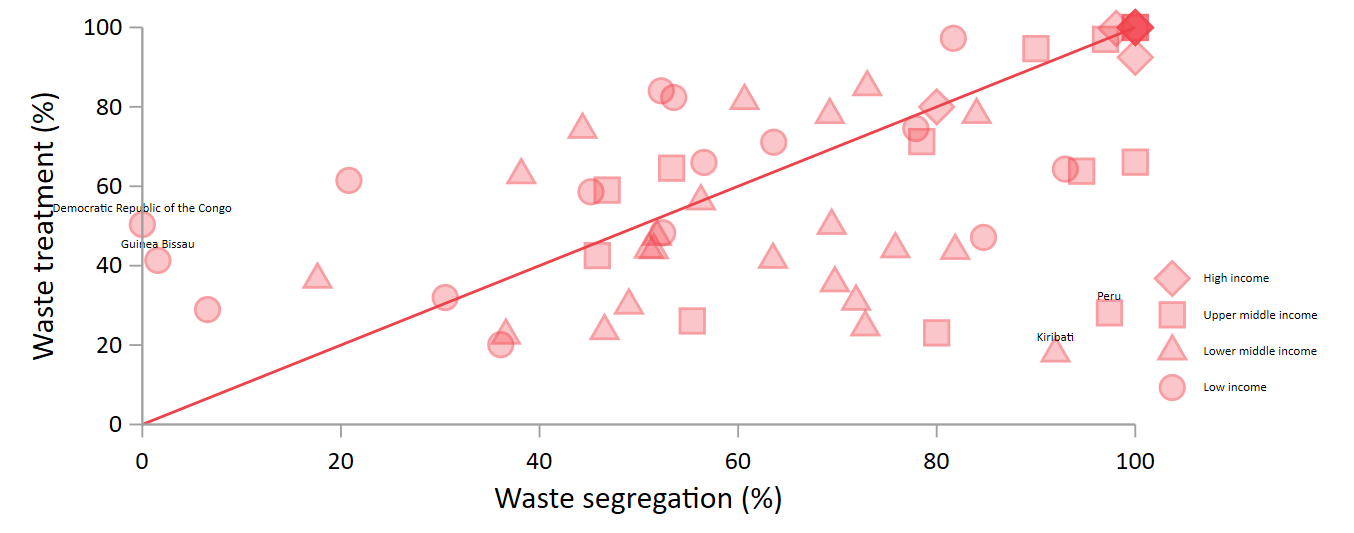 100
80
60
40
20
0
Waste treatment (%)
Democratic Republic of the Congo
Guinea Bissau
Peru
Kiribati
High income
Upper middle income
Lower middle income
Low income
0 20 40 60 80 100
Waste segregation (%)